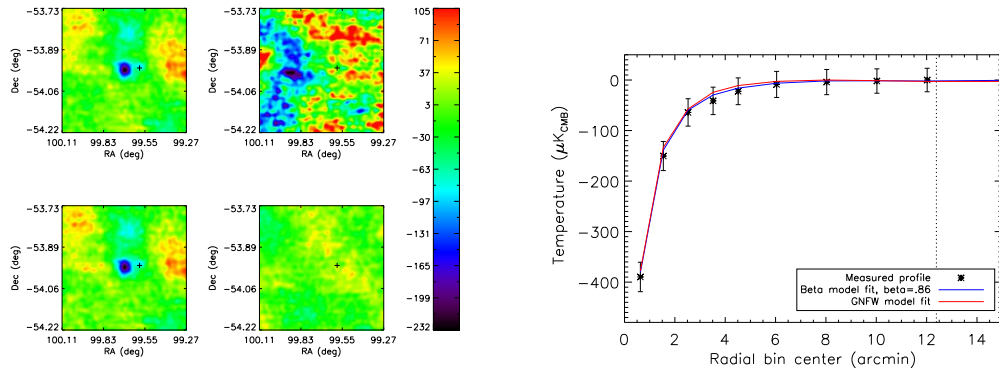 -53.73
-53.89
-54.06
-54.22
Dec (deg)
100.11 99.83 99.55 99.27
RA (deg)
-53.73
-53.89
-54.06
-54.22
Dec (deg)
100.11 99.83 99.55 99.27
RA (deg)
-53.73
-53.89
-54.06
-54.22
Dec (deg)
100.11 99.83 99.55 99.27
RA (deg)
-53.73
-53.89
-54.06
-54.22
Dec (deg)
100.11 99.83 99.55 99.27
RA (deg)
105
71
37
3
-30
-64
-97
-131
-165
-199
-232
0
-100
-200
-300
-400
Temperature (μK_CMB)
Measured profile
Beta model fit, beta=.86
GNFW model fit
0 2 4 6 8 10 12 14
Radial bin center (arcmin)